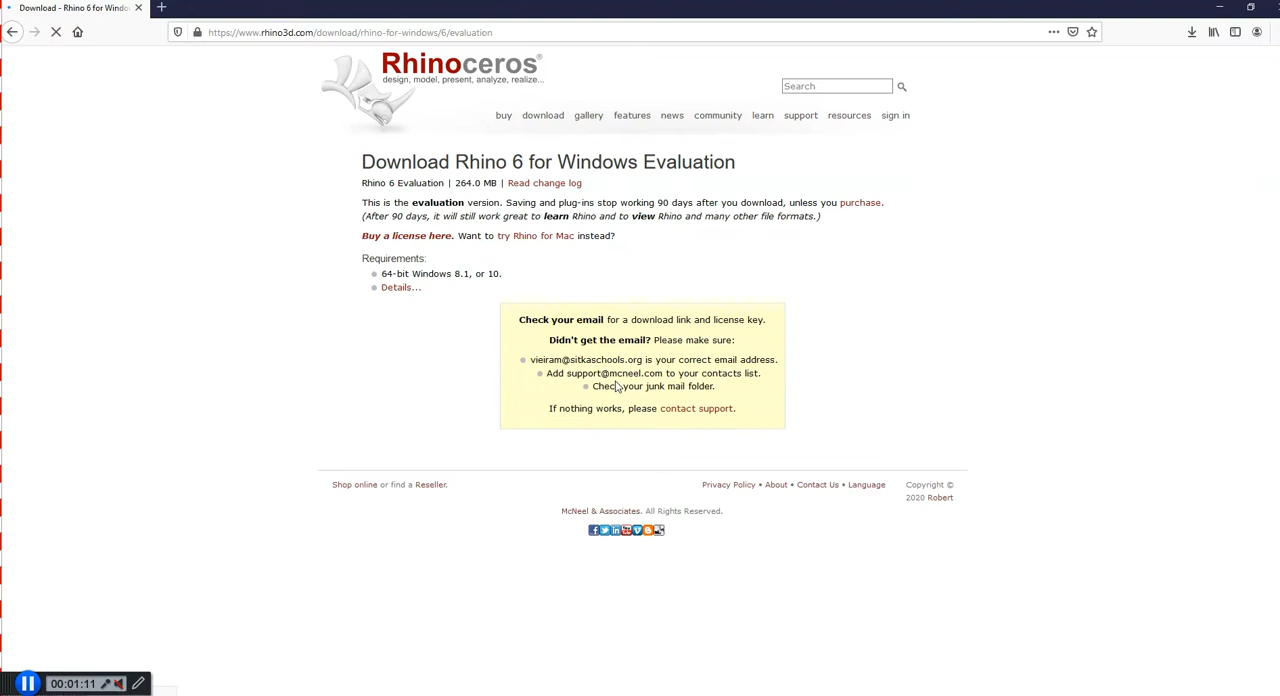 Download - Rhino 6 for Windo
https://www.rhino3d.com/download/rhino-for-windows/6/evaluation
Rhinoceros®
design, model, present, analyze, realize...
Search
buy download gallery features news community learn support resources sign in
Download Rhino 6 for Windows Evaluation
Rhino 6 Evaluation | 264.0 MB | Read change log
This is the evaluation version. Saving and plug-ins stop working 90 days after you download, unless you purchase.
(After 90 days, it will still work great to learn Rhino and to view Rhino and many other file formats.)
Buy a license here. Want to try Rhino for Mac instead?
Requirements:
64-bit Windows 8.1, or 10.
Details...
Check your email for a download link and license key.
Didn't get the email? Please make sure:
vieiram@sitkaschools.org is your correct email address.
Add support@mcneel.com to your contacts list.
Check your junk mail folder.
If nothing works, please contact support.
Shop online or find a Reseller.
Privacy Policy • About • Contact Us • Language
Copyright ©
2020 Robert
McNeel & Associates. All Rights Reserved.
00:01:11